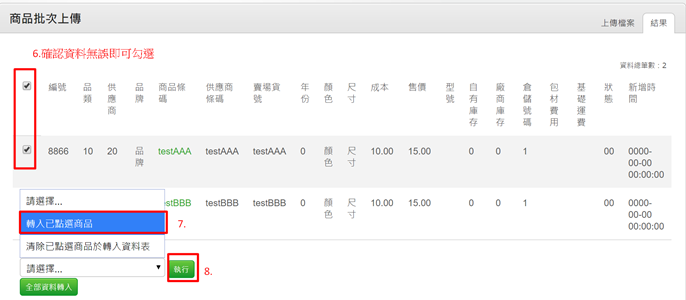 商品批次上傳
上傳檔案 結果
6.確認資料無誤即可勾選
資料總筆數：2
編號 品類 供應商 品牌 商品條碼 供應商條碼 賣場貨號 年份 顏色 尺寸 成本 售價 型號 自有庫存 廠商庫存 倉儲號碼 包材費用 基礎運費 狀態 新增時間
8866 10 20 品牌 testAAA testAAA testAAA 0 顏色 尺寸 10.00 15.00 0 0 1 00 0000-00-00 00:00:00
estBBB testBBB testBBB 0 顏色 尺寸 10.00 15.00 0 0 1 00 0000-00-00 00:00:00
請選擇...
轉入已點選商品 7.
清除已點選商品於轉入資料表
請選擇... 執行 8.
全部資料轉入